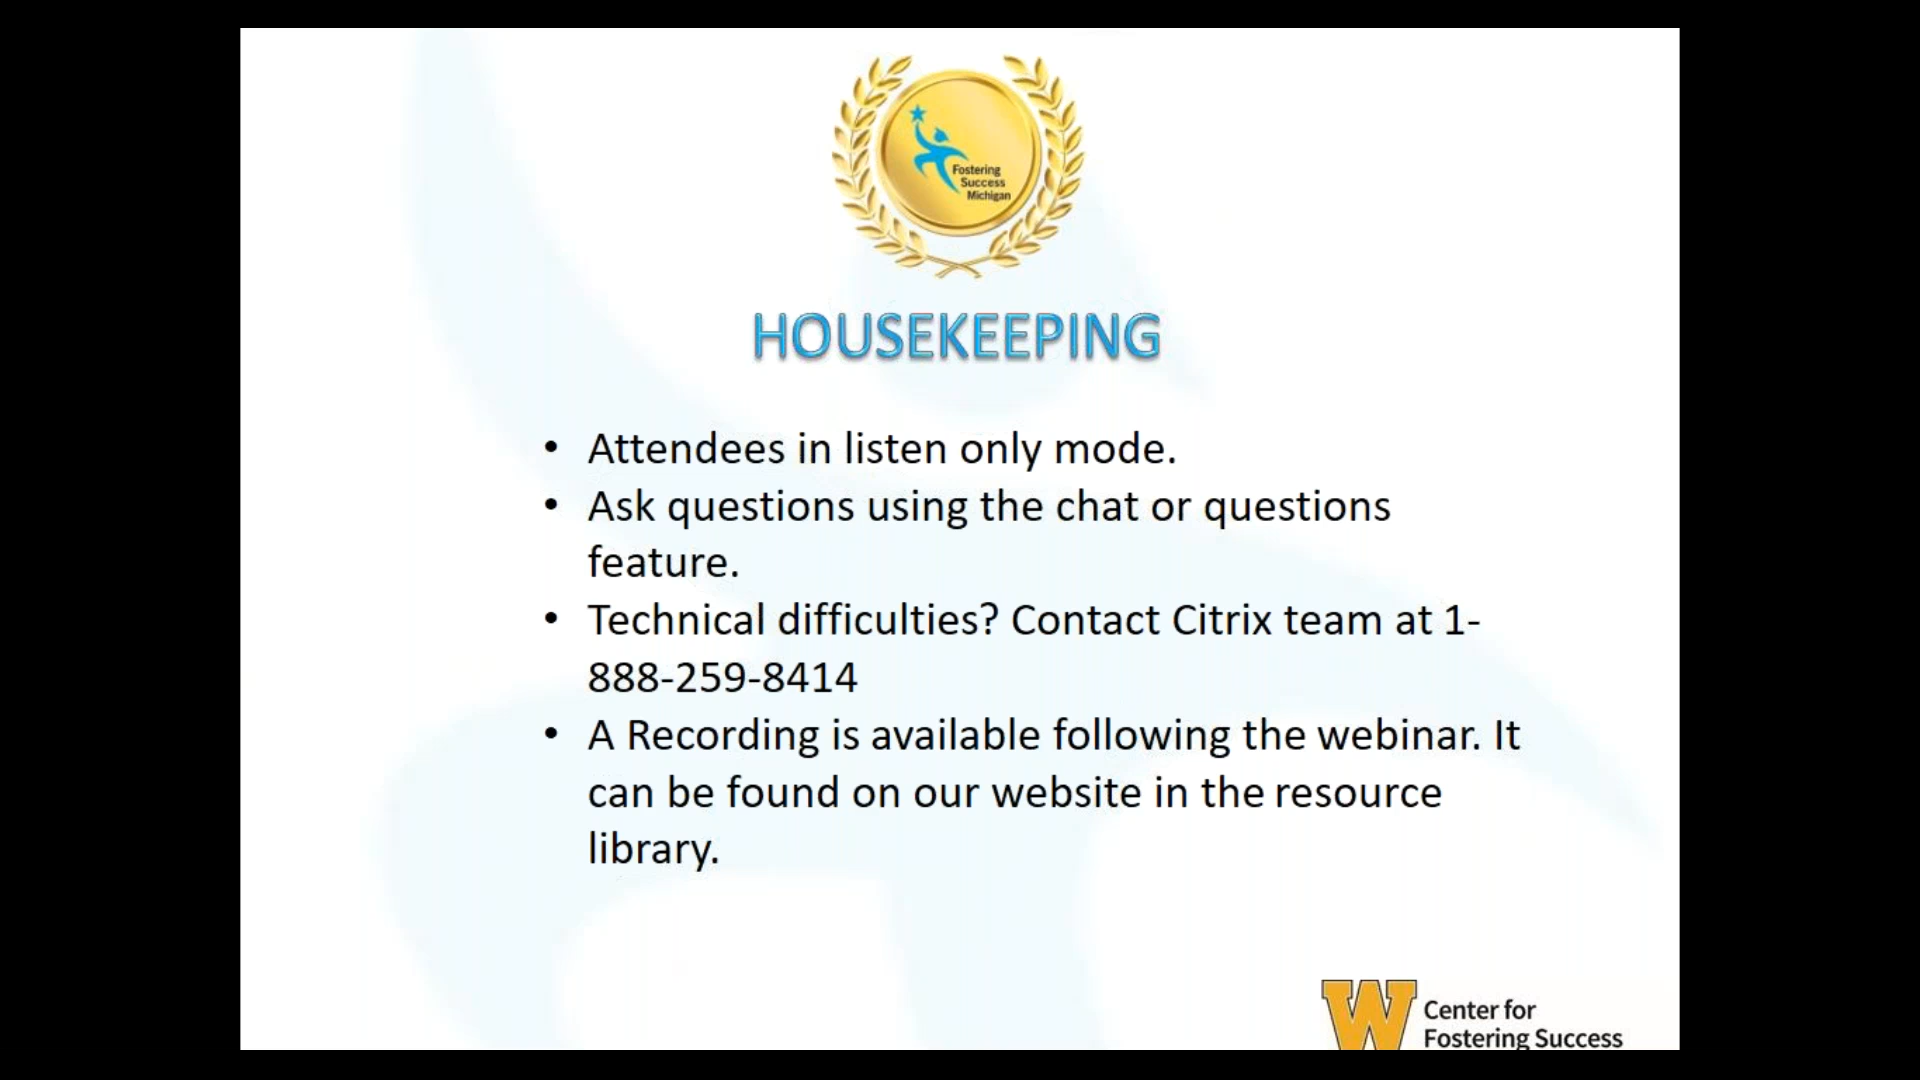 Fostering
Success
Michigan
HOUSEKEEPING
• Attendees in listen only mode.
• Ask questions using the chat or questions
feature.
• Technical difficulties? Contact Citrix team at 1-
888-259-8414
• A Recording is available following the webinar. It
can be found on our website in the resource
library.
W
Center for
Fostering Success